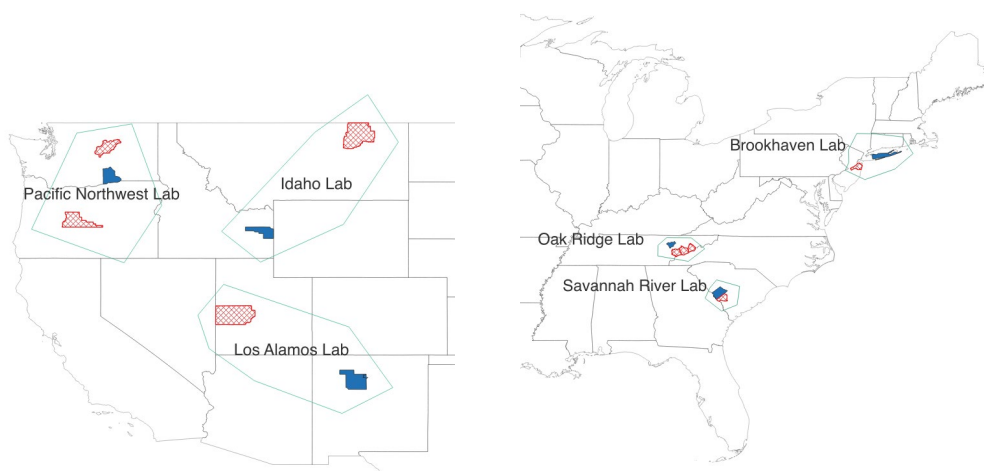 Pacific Northwest Lab
Idaho Lab
Los Alamos Lab
Brookhaven Lab
Oak Ridge Lab
Savannah River Lab